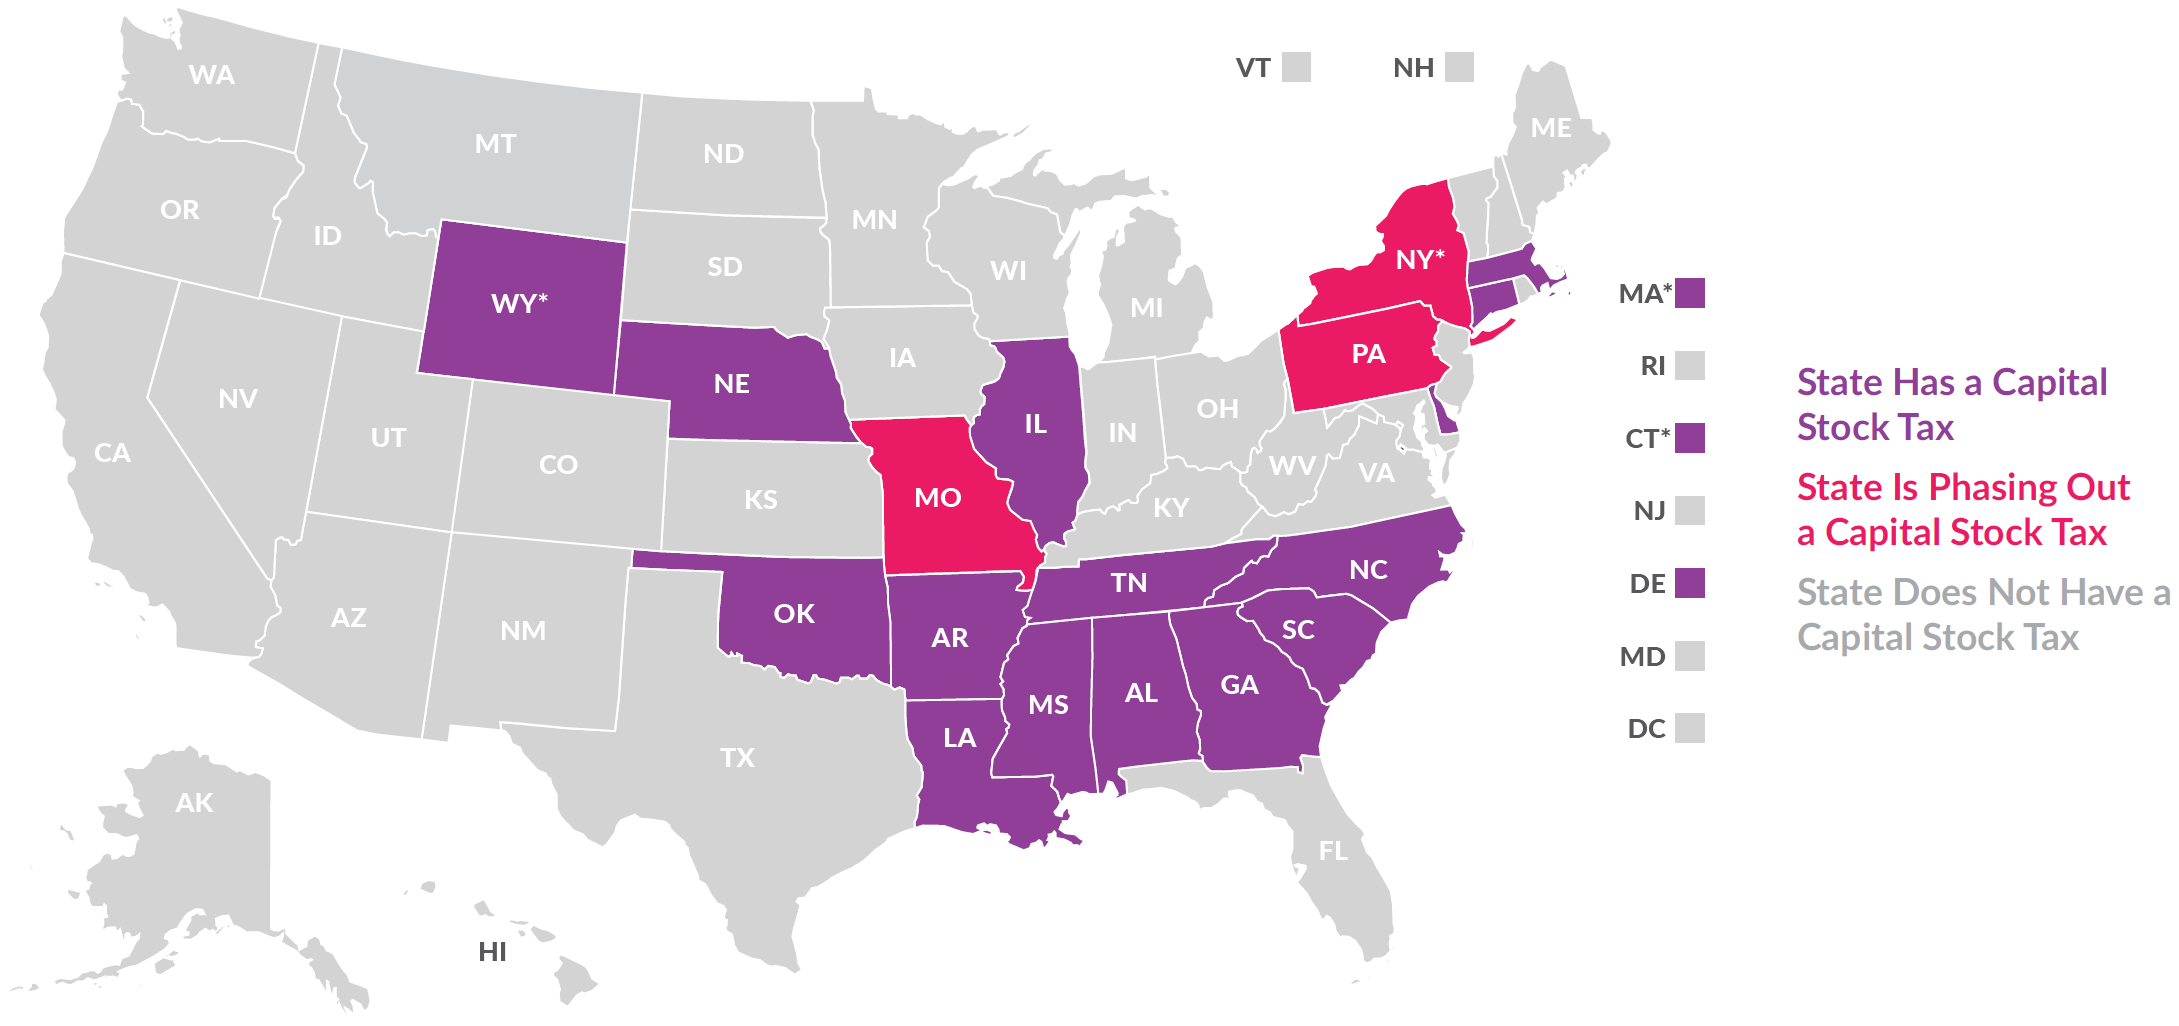 VT
NH
WA
MT
ND
ME
OR
ID
MN
SD
WI
NY*
WY*
MI
MA*
IA
PA
RI
NE
NV
OH
State Has a Capital
Stock Tax
IL
IN
UT
CA
CO
WV
VA
CT*
KS
MO
KY
NJ
State Is Phasing Out
a Capital Stock Tax
NC
TN
DE
OK
AZ
NM
AR
SC
State Does Not Have a
Capital Stock Tax
MD
GA
AL
MS
LA
DC
TX
AK
FL
HI